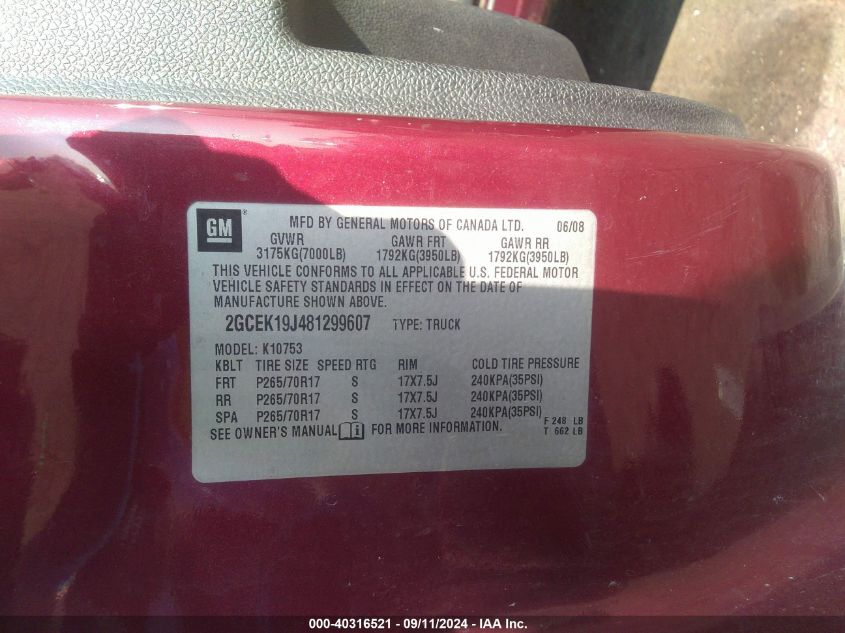 GM ® MFD BY GENERAL MOTORS OF CANADA LTD. 06/08
GVWR GAWR FRT GAWR RR
3175KG(7000LB) 1792KG(3950LB) 1792KG(3950LB)
THIS VEHICLE CONFORMS TO ALL APPLICABLE U.S. FEDERAL MOTOR
VEHICLE SAFETY STANDARDS IN EFFECT ON THE DATE OF
MANUFACTURE SHOWN ABOVE.
2GCEK19J481299607 TYPE: TRUCK
MODEL: K10753
KBLT TIRE SIZE SPEED RTG RIM COLD TIRE PRESSURE
FRT P265/70R17 S 17X7.5J 240KPA(35PSI)
RR P265/70R17 S 17X7.5J 240KPA(35PSI)
SPA P265/70R17 S 17X7.5J 240KPA(35PSI)
SEE OWNER'S MANUAL i FOR MORE INFORMATION.
F 248 LB
T 662 LB
000-40316521 - 09/11/2024 - IAA Inc.